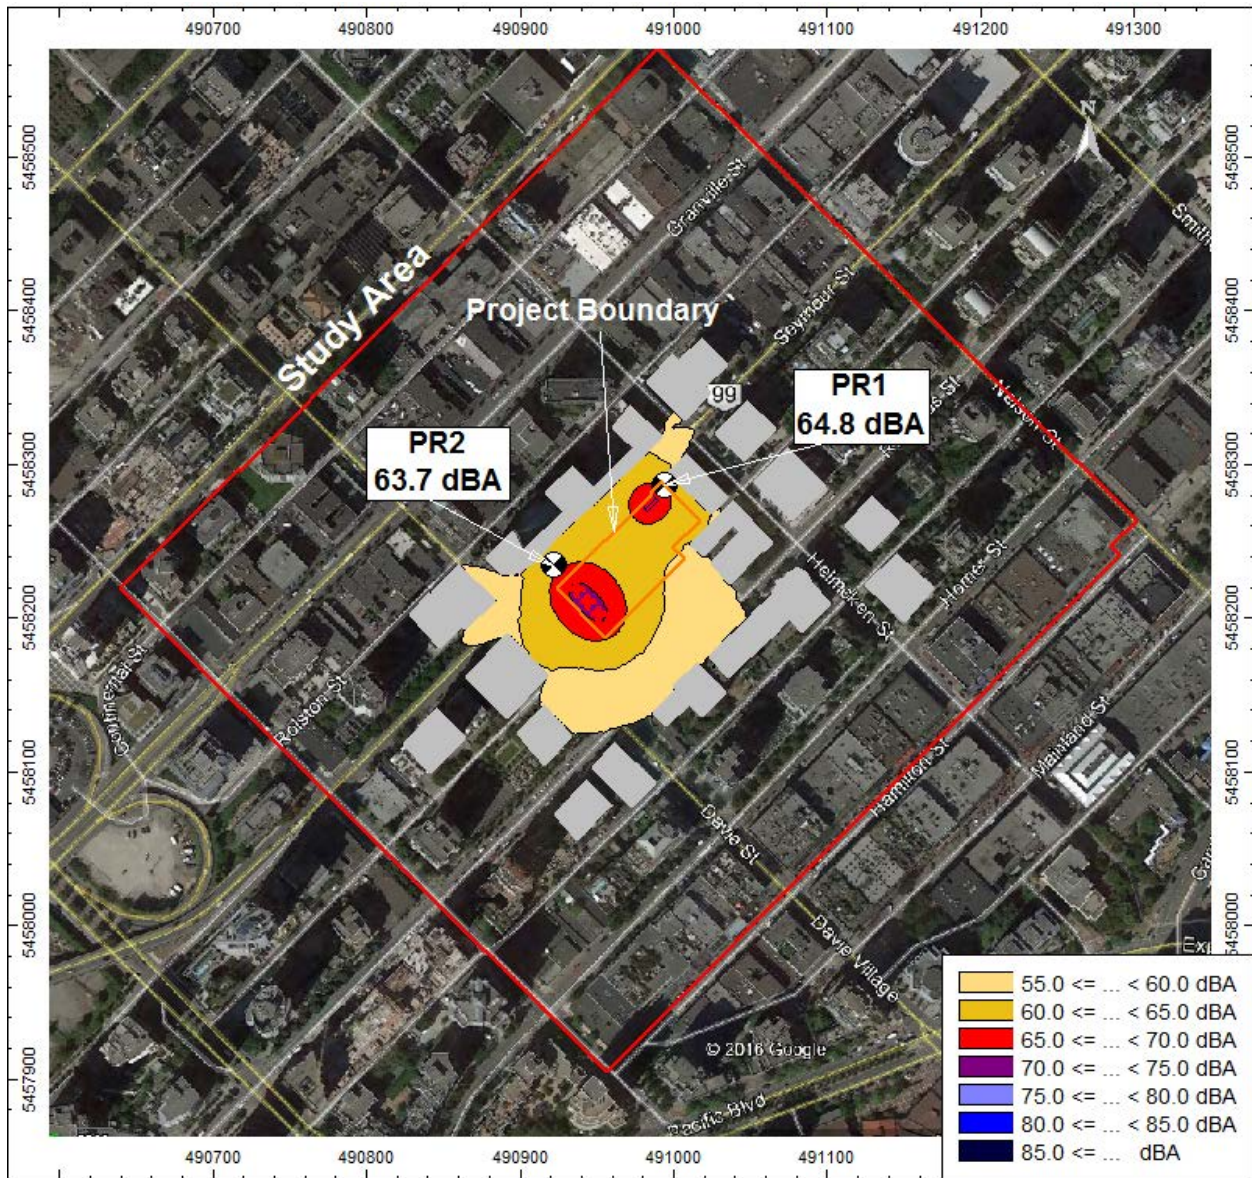 490700 490800 490900 491000 491100 491200 491300
5458500
5458400
5458300
5458200
5458100
5458000
5457900
N
Smith
Granville St
Study Area
Seymour St
Project Boundary
99
PR1
64.8 dBA
Nelson St
PR2
63.7 dBA
Helmcken St
Homer St
Continental St
Rolston St
Mainland St
Hamilton St
Davie St
Davie Village
© 2016 Google
Pacific Blvd
5458500
5458400
5458300
5458200
5458100
5458000
55.0 <= ... < 60.0 dBA
60.0 <= ... < 65.0 dBA
65.0 <= ... < 70.0 dBA
70.0 <= ... < 75.0 dBA
75.0 <= ... < 80.0 dBA
80.0 <= ... < 85.0 dBA
85.0 <= ... dBA
490700 490800 490900 491000 491100